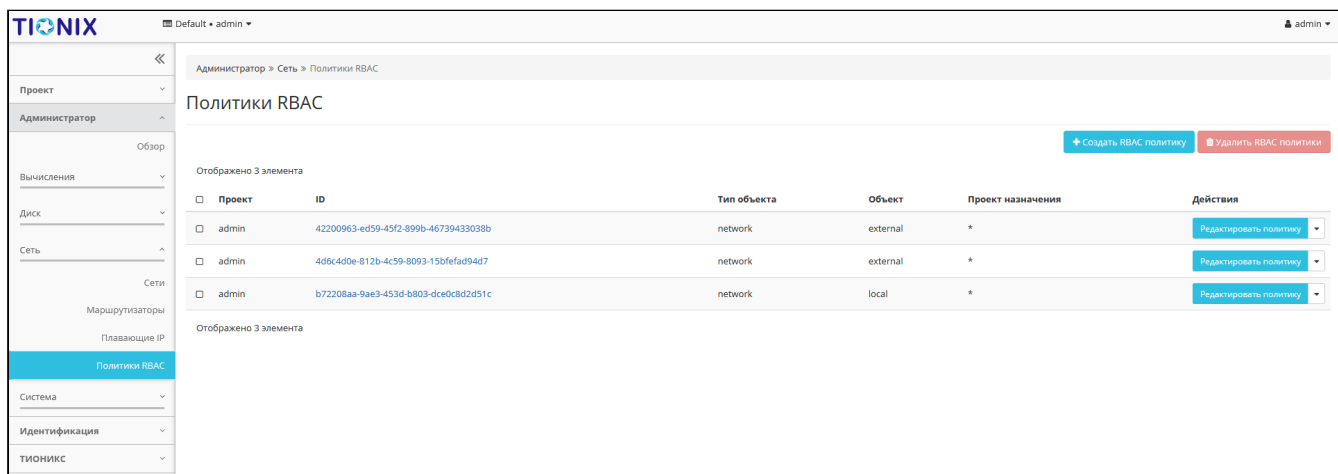 TIONIX
Default • admin
admin
Администратор » Сеть » Политики RBAC
Проект
Администратор
Обзор
Вычисления
Диск
Сеть
Сети
Маршрутизаторы
Плавающие IP
Политики RBAC
Система
Идентификация
ТИОНИКС
Политики RBAC
+ Создать RBAC политику
Удалить RBAC политики
Отображено 3 элемента
Проект ID Тип объекта Объект Проект назначения Действия
admin 42200963-ed59-45f2-899b-46739433038b network external * Редактировать политику
admin 4d6c4d0e-812b-4c59-8093-15bfefad94d7 network external * Редактировать политику
admin b72208aa-9ae3-453d-b803-dce0c8d2d51c network local * Редактировать политику
Отображено 3 элемента